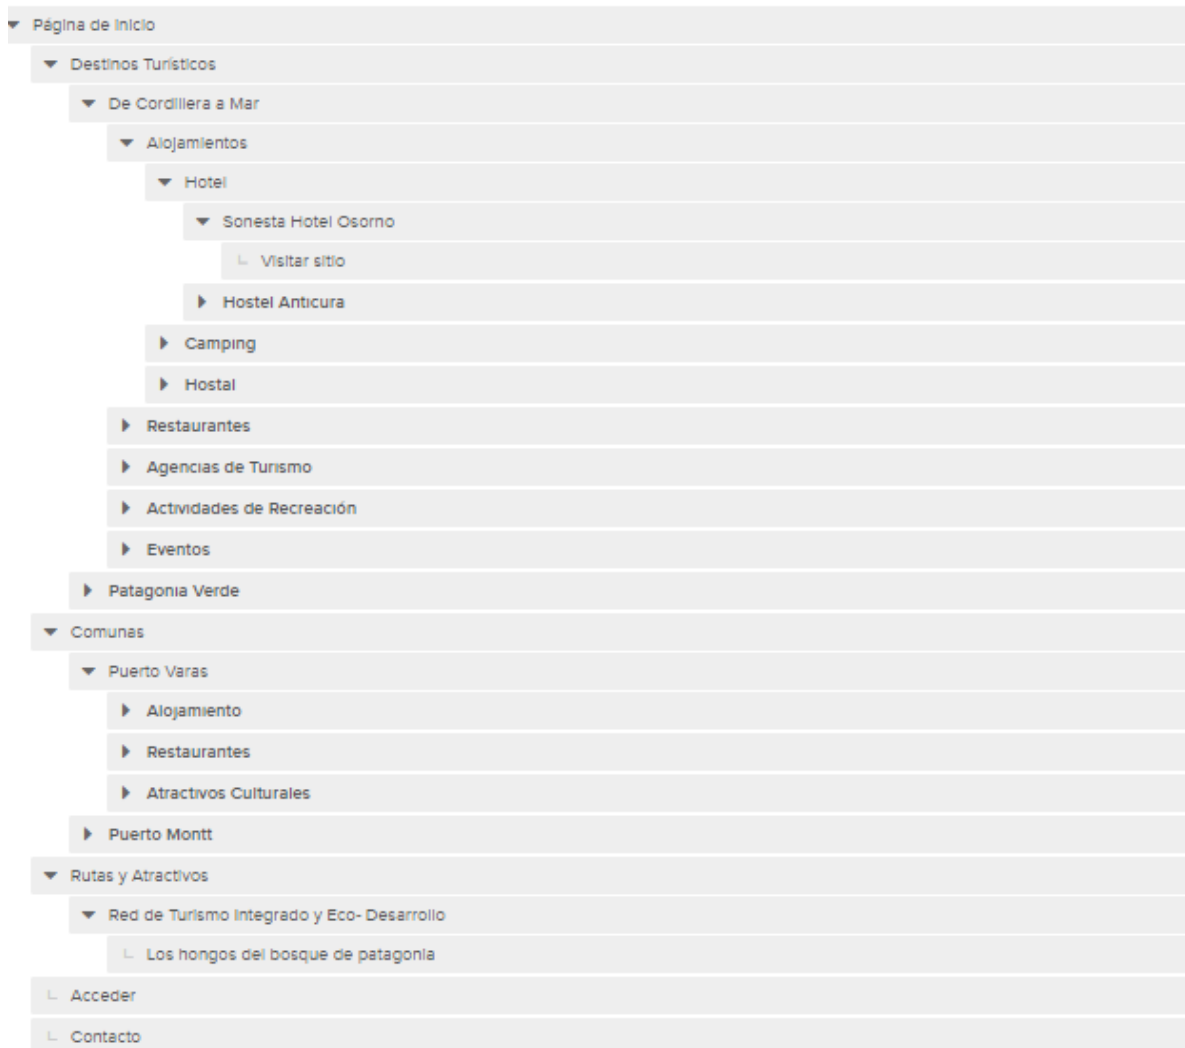 Página de Inicio
Destinos Turísticos
De Cordillera a Mar
Alojamientos
Hotel
Sonesta Hotel Osorno
Visitar sitio
Hostel Anticura
Camping
Hostal
Restaurantes
Agencias de Turismo
Actividades de Recreación
Eventos
Patagonia Verde
Comunas
Puerto Varas
Alojamiento
Restaurantes
Atractivos Culturales
Puerto Montt
Rutas y Atractivos
Red de Turismo Integrado y Eco- Desarrollo
Los hongos del bosque de patagonia
Acceder
Contacto